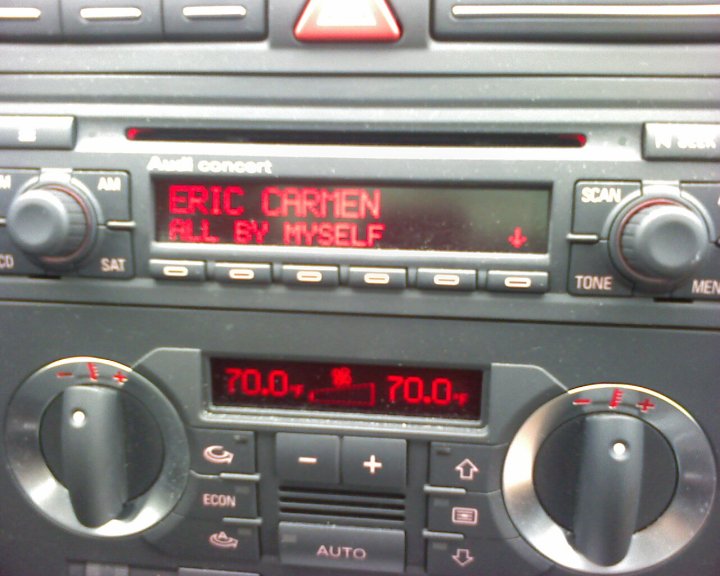 SEEK
Audi concert
AM
SCAN
ERIC CARMEN
ALL BY MYSELF
CD
SAT
TONE
MEN
70.0°F
70.0°F
- +
- +
- +
ECON
AUTO